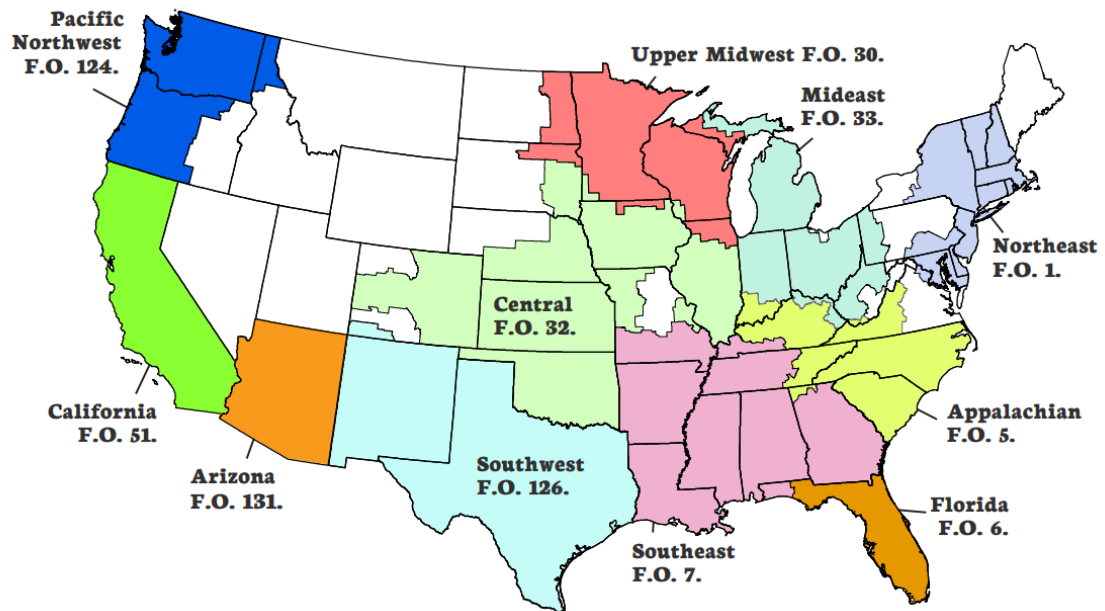 Pacific
Northwest
F.O. 124.
Upper Midwest F.O. 30.
Mideast
F.O. 33.
Northeast
F.O. 1.
Central
F.O. 32.
California
F.O. 51.
Appalachian
F.O. 5.
Arizona
F.O. 131.
Southwest
F.O. 126.
Florida
F.O. 6.
Southeast
F.O. 7.